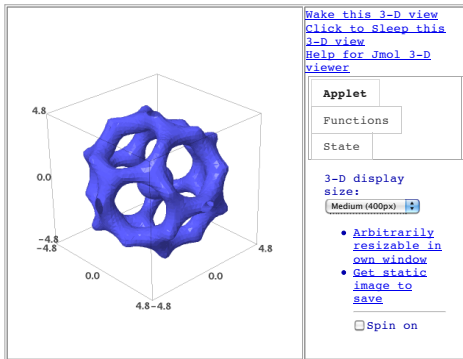 4.8
0.0
-4.8
-4.8
0.0
4.8-4.8
0.0
4.8
Wake this 3-D view
Click to Sleep this
3-D view
Help for Jmol 3-D
viewer
Applet
Functions
State
3-D display
size:
Medium (400px)
• Arbitrarily
resizable in
own window
• Get static
image to
save
Spin on